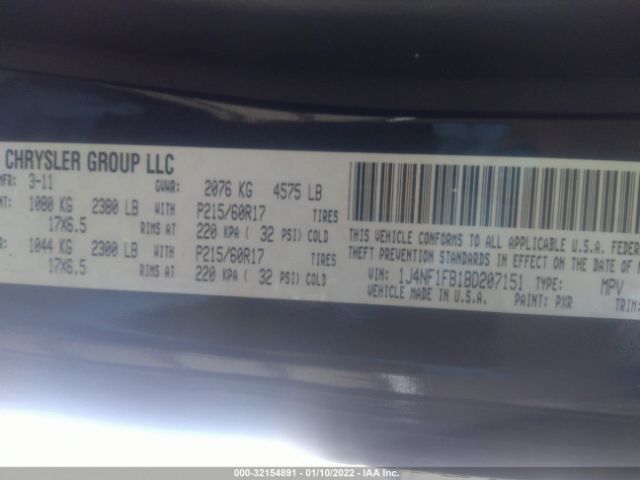 CHRYSLER GROUP LLC
MFR: 3-11 GVWR: 2076 KG 4575 LB
NT: 1080 KG 2380 LB WITH P215/60R17 TIRES
17X6.5 RIMS AT 220 KPA ( 32 PSI) COLD
R: 1044 KG 2300 LB WITH P215/60R17 TIRES
17X6.5 RIMS AT 220 KPA ( 32 PSI) COLD
THIS VEHICLE CONFORMS TO ALL APPLICABLE U.S.A. FEDER
THEFT PREVENTION STANDARDS IN EFFECT ON THE DATE OF M
VIN: 1J4NF1FB1BD207151 TYPE: MPV
VEHICLE MADE IN U.S.A. PAINT: PXR TRIM:
000-32154891 - 01/10/2022 - IAA Inc.